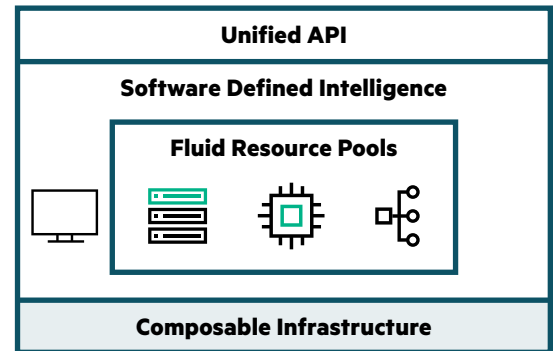 Unified API
Software Defined Intelligence
Fluid Resource Pools
Composable Infrastructure